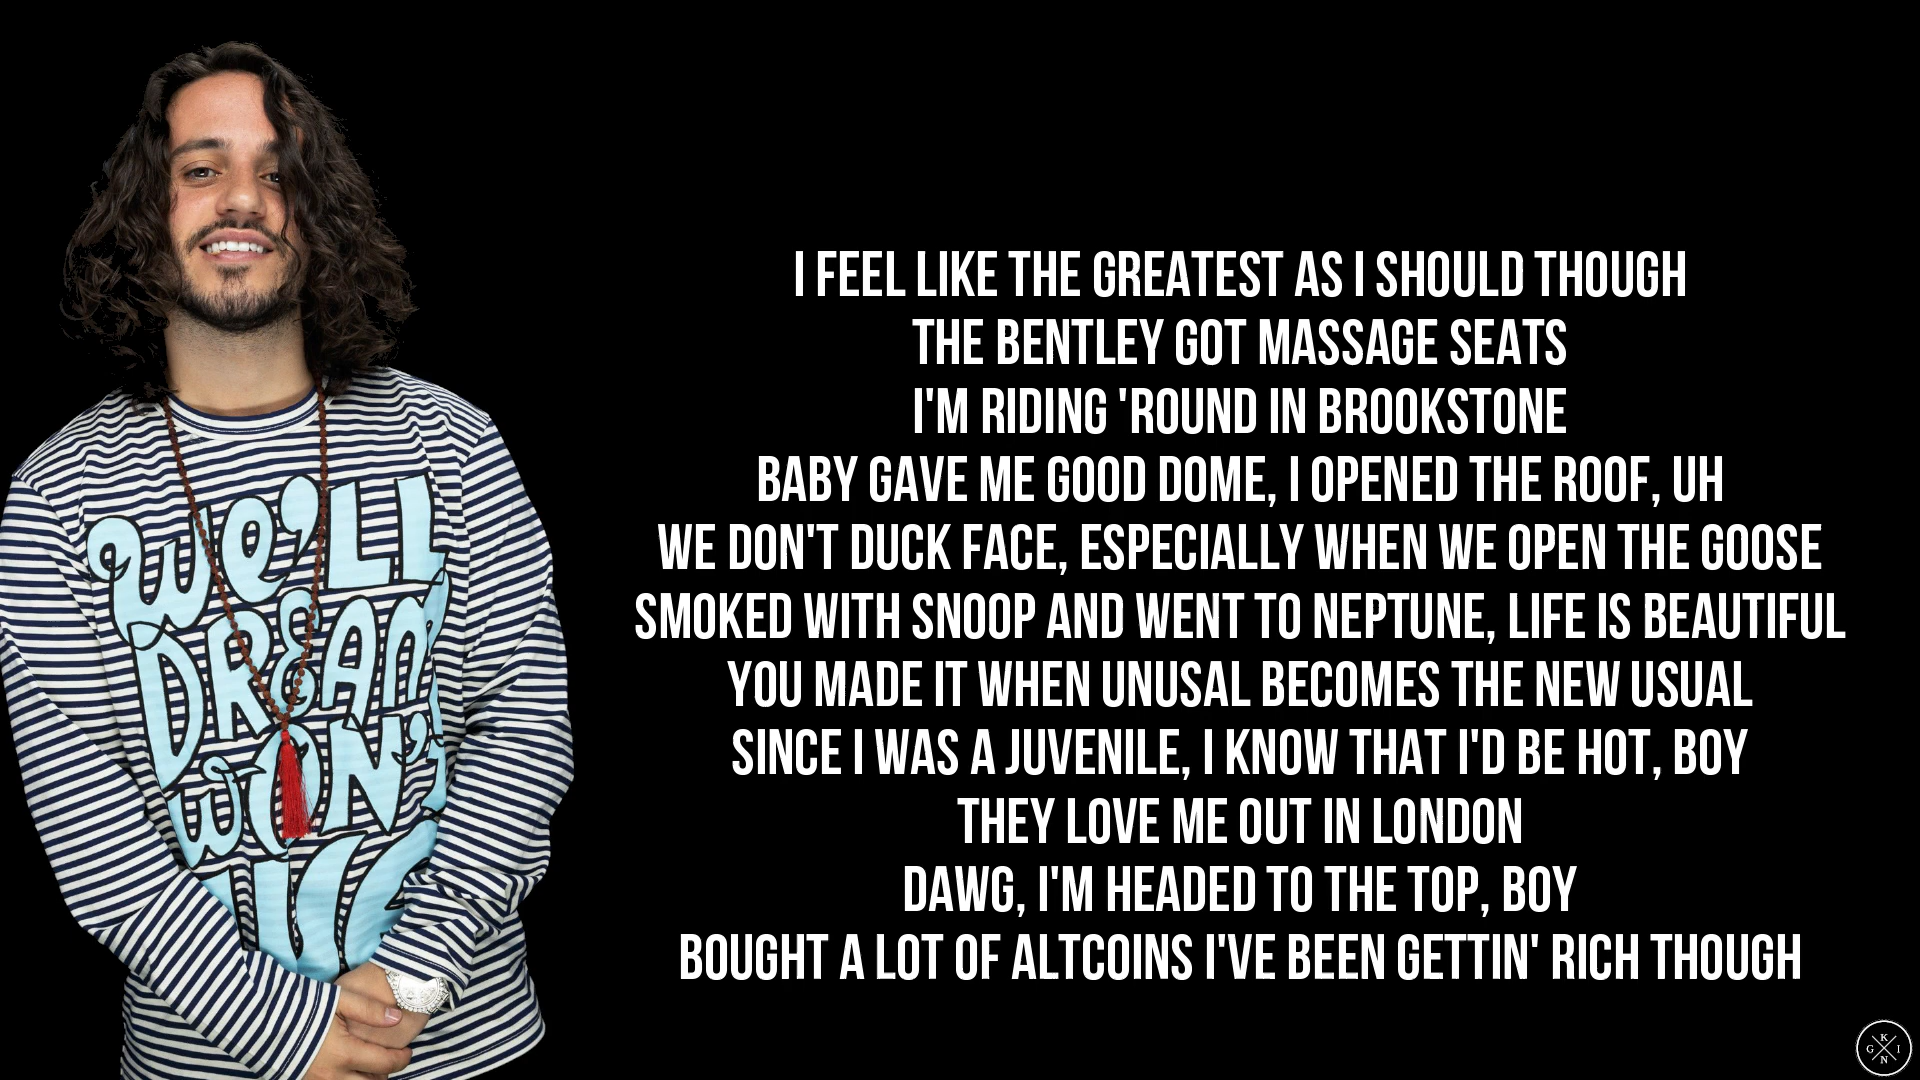 I FEEL LIKE THE GREATEST AS I SHOULD THOUGH
THE BENTLEY GOT MASSAGE SEATS
I'M RIDING 'ROUND IN BROOKSTONE
BABY GAVE ME GOOD DOME, I OPENED THE ROOF, UH
WE DON'T DUCK FACE, ESPECIALLY WHEN WE OPEN THE GOOSE
SMOKED WITH SNOOP AND WENT TO NEPTUNE, LIFE IS BEAUTIFUL
YOU MADE IT WHEN UNUSAL BECOMES THE NEW USUAL
SINCE I WAS A JUVENILE, I KNOW THAT I'D BE HOT, BOY
THEY LOVE ME OUT IN LONDON
DAWG, I'M HEADED TO THE TOP, BOY
BOUGHT A LOT OF ALTCOINS I'VE BEEN GETTIN' RICH THOUGH
We'LL
DREAM
WON'T
K
G I
N